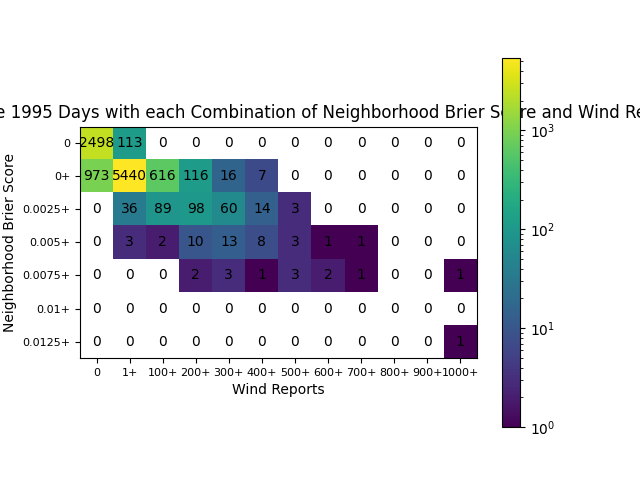 1995 Days with each Combination of Neighborhood Brier Score and Wind
0 2498 113 0 0 0 0 0 0 0 0 0 0
0+ 973 5440 616 116 16 7 0 0 0 0 0 0
0.0025+ 0 36 89 98 60 14 3 0 0 0 0 0
0.005+ 0 3 2 10 13 8 3 1 1 0 0 0
0.0075+ 0 0 0 2 3 1 3 2 1 0 0 1
0.01+ 0 0 0 0 0 0 0 0 0 0 0 0
0.0125+ 0 0 0 0 0 0 0 0 0 0 0 1
0 1+ 100+ 200+ 300+ 400+ 500+ 600+ 700+ 800+ 900+ 1000+
Wind Reports
Neighborhood Brier Score
10³
10²
10¹
10⁰